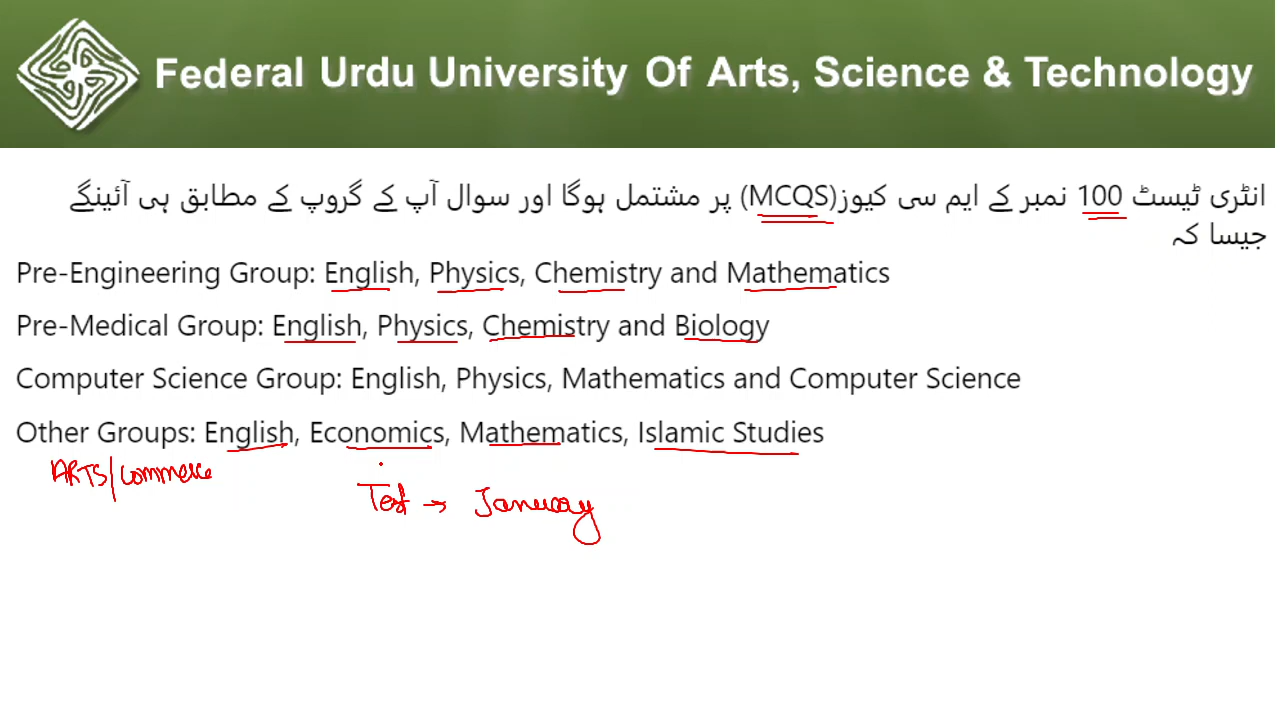 Federal Urdu University Of Arts, Science & Technology
انٹری ٹیسٹ 100 نمبر کے ایم سی کیوز(MCQS) پر مشتمل ہوگا اور سوال آپ کے گروپ کے مطابق ہی آئینگے
جیسا کہ
Pre-Engineering Group: English, Physics, Chemistry and Mathematics
Pre-Medical Group: English, Physics, Chemistry and Biology
Computer Science Group: English, Physics, Mathematics and Computer Science
Other Groups: English, Economics, Mathematics, Islamic Studies
ARTS/Commerce
Test → January